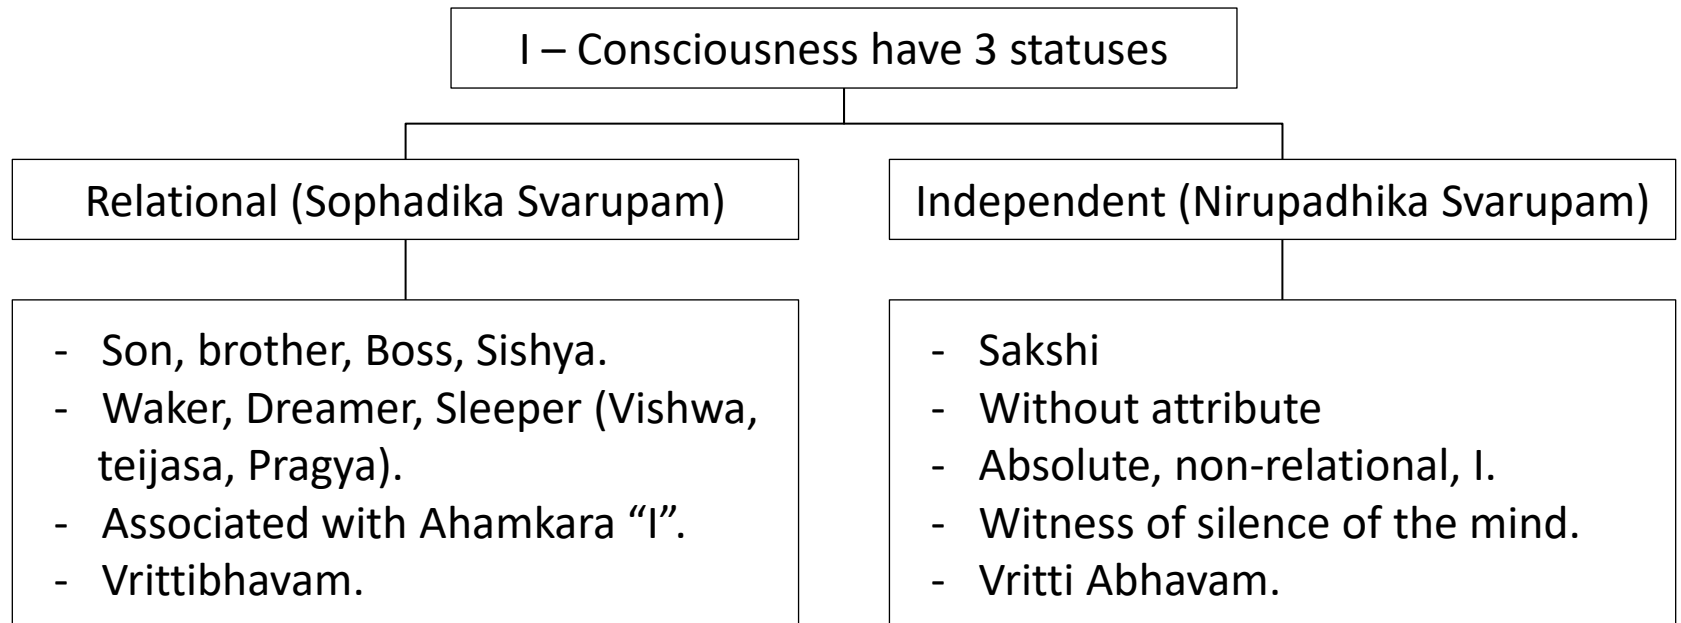 I – Consciousness have 3 statuses
Relational (Sophadika Svarupam)
Independent (Nirupadhika Svarupam)
- Son, brother, Boss, Sishya.
- Waker, Dreamer, Sleeper (Vishwa,
teijasa, Pragya).
- Associated with Ahamkara “I”.
- Vrittibhavam.
- Sakshi
- Without attribute
- Absolute, non-relational, I.
- Witness of silence of the mind.
- Vritti Abhavam.